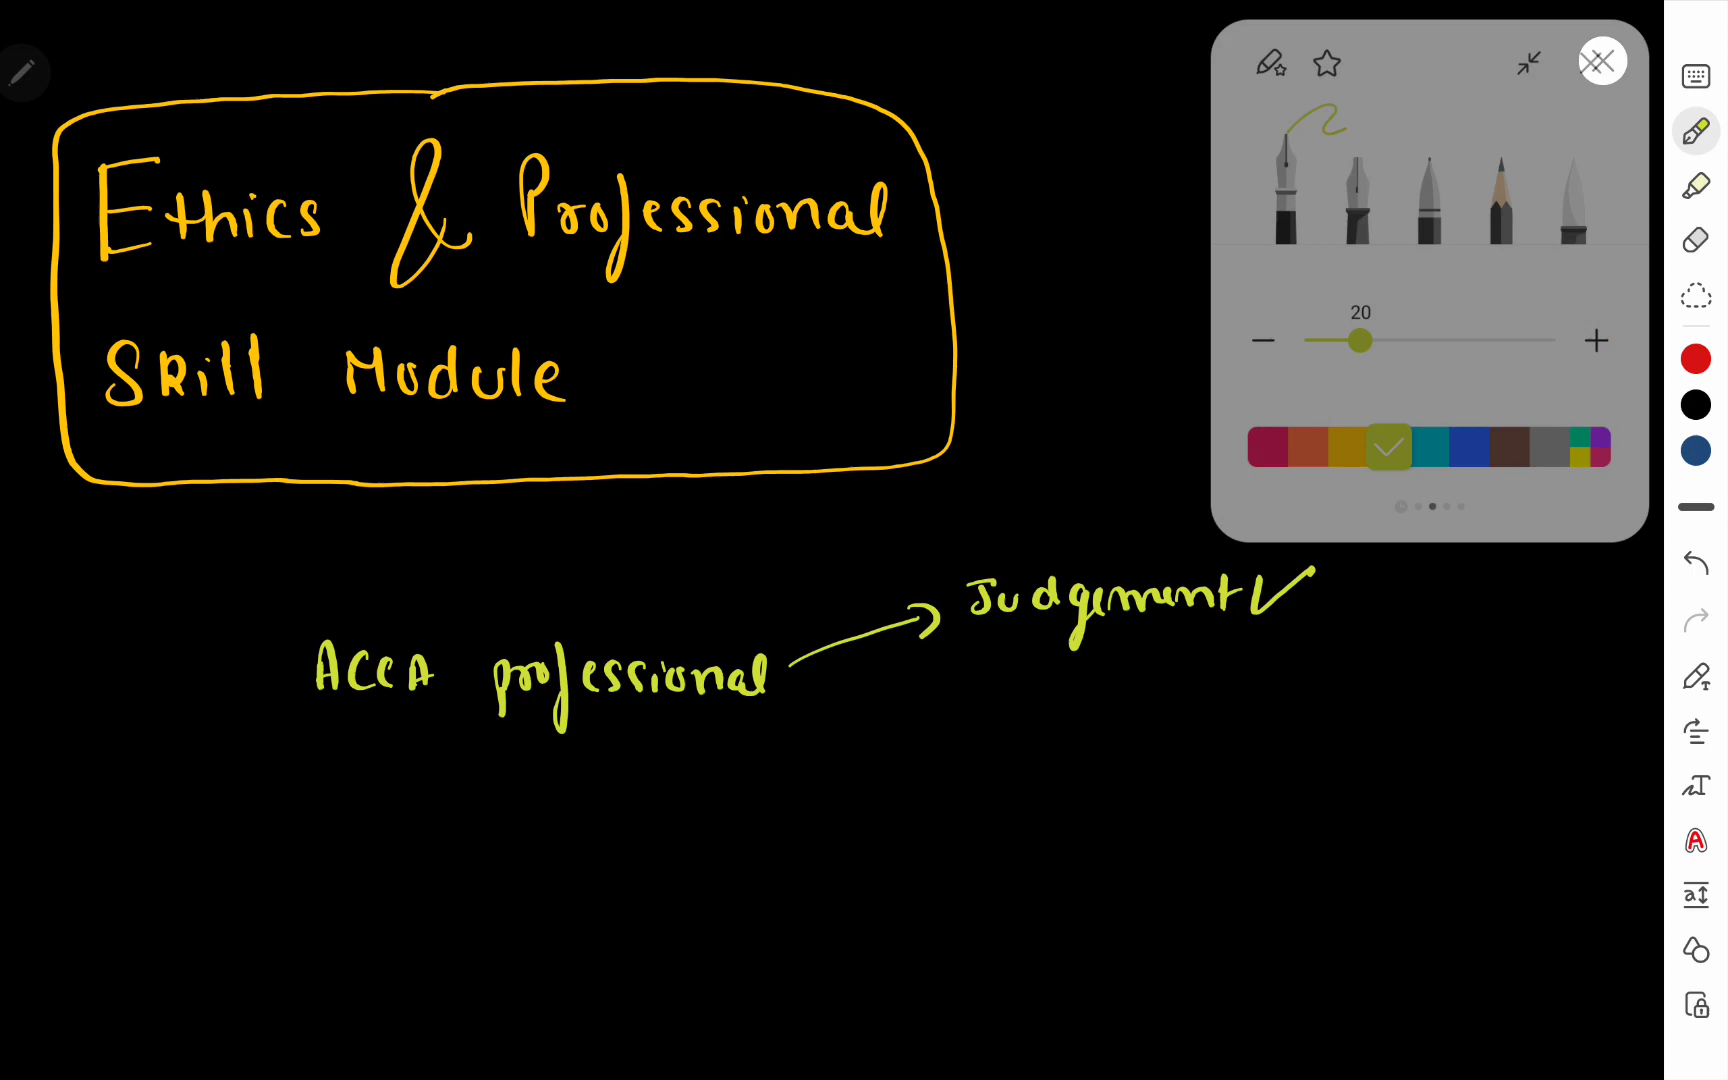 Ethics & Professional
Skill Module
20
Judgement ✓
ACCA professional